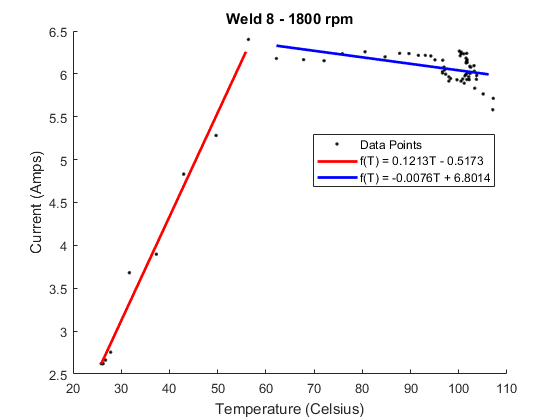 Weld 8 - 1800 rpm
6.5
6
5.5
5
4.5
4
3.5
3
2.5
Current (Amps)
Data Points
f(T) = 0.1213T - 0.5173
f(T) = -0.0076T + 6.8014
20 30 40 50 60 70 80 90 100 110
Temperature (Celsius)